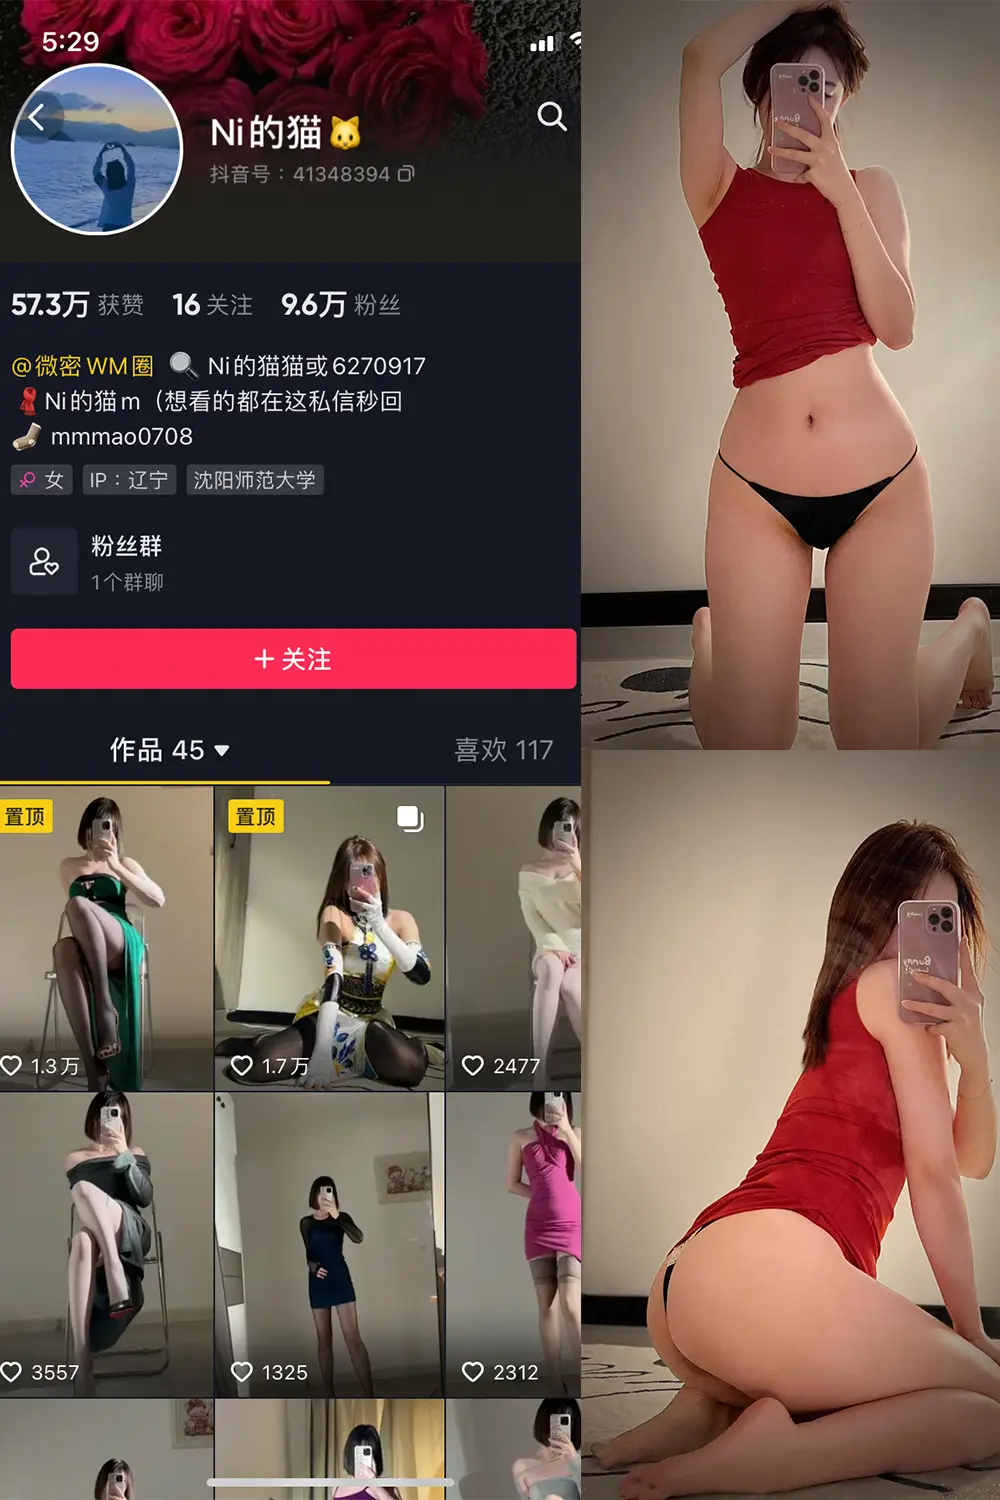 5:29
Ni的猫🐱
抖音号：41348394
57.3万 获赞 16 关注 9.6万 粉丝
@微密WM圈 🔍 Ni的猫猫或6270917
🧣Ni的猫m（想看的都在这私信秒回
🧦 mmmao0708
女 IP：辽宁 沈阳师范大学
粉丝群
1个群聊
+ 关注
作品 45 喜欢 117
置顶 置顶
1.3万 1.7万 2477
3557 1325 2312
Bunny